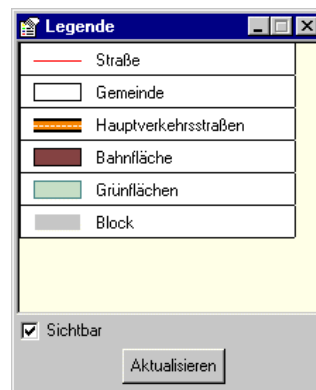 Legende
Straße
Gemeinde
Hauptverkehrsstraßen
Bahnfläche
Grünflächen
Block
Sichtbar
Aktualisieren